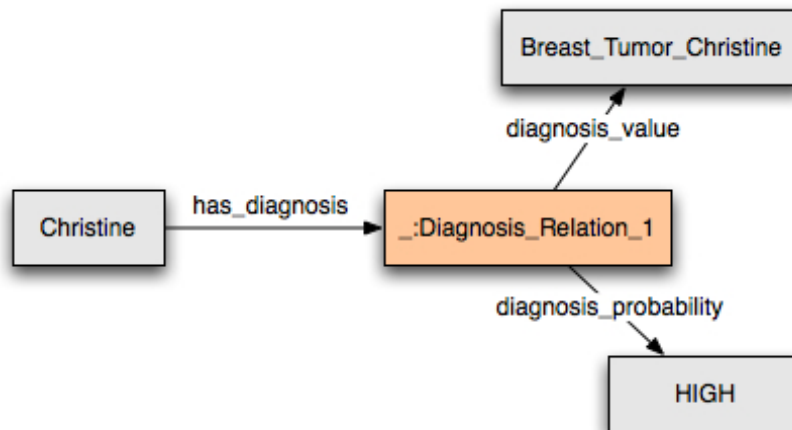 Breast_Tumor_Christine
diagnosis_value
Christine
has_diagnosis
_:Diagnosis_Relation_1
diagnosis_probability
HIGH